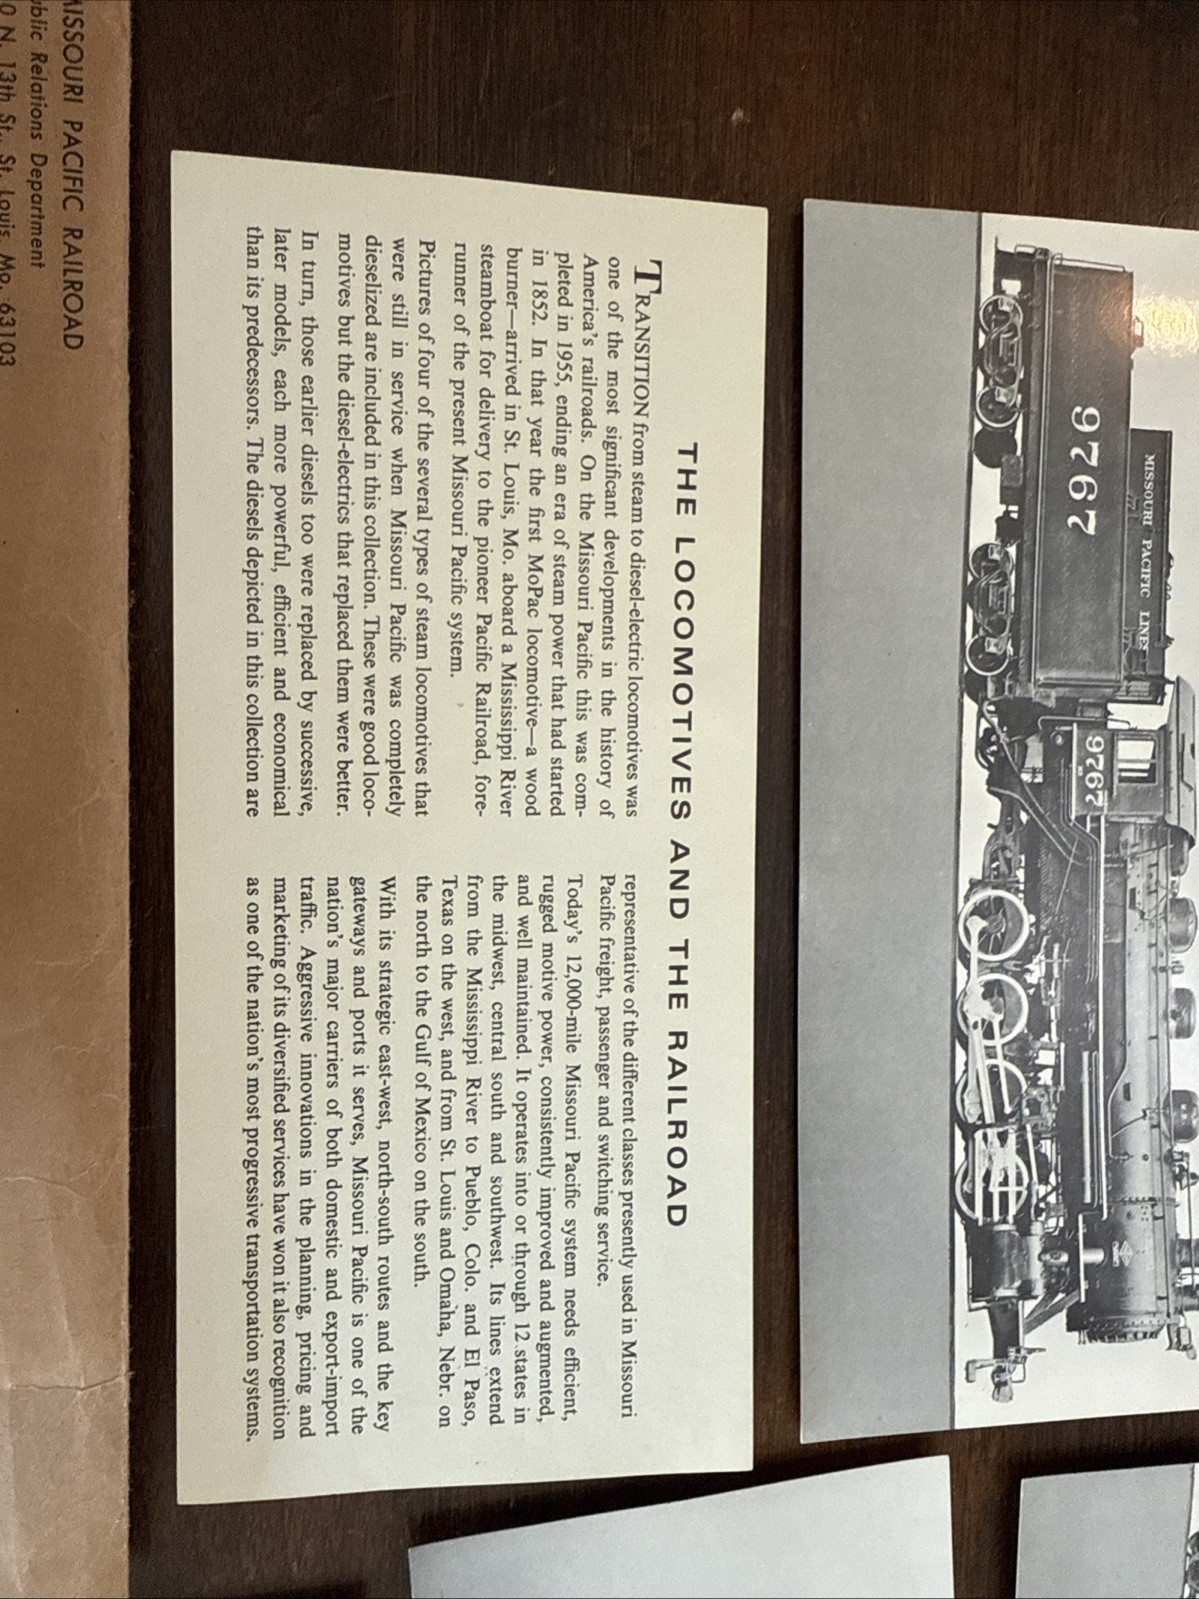 MISSOURI PACIFIC RAILROAD
Public Relations Department
N. 13th St., St. Louis, Mo. 63103
THE LOCOMOTIVES AND THE RAILROAD
TRANSITION from steam to diesel-electric locomotives was
one of the most significant developments in the history of
America's railroads. On the Missouri Pacific this was com-
pleted in 1955, ending an era of steam power that had started
in 1852. In that year the first MoPac locomotive—a wood
burner—arrived in St. Louis, Mo. aboard a Mississippi River
steamboat for delivery to the pioneer Pacific Railroad, fore-
runner of the present Missouri Pacific system.
Pictures of four of the several types of steam locomotives that
were still in service when Missouri Pacific was completely
dieselized are included in this collection. These were good loco-
motives but the diesel-electrics that replaced them were better.
In turn, those earlier diesels too were replaced by successive,
later models, each more powerful, efficient and economical
than its predecessors. The diesels depicted in this collection are
representative of the different classes presently used in Missouri
Pacific freight, passenger and switching service.
Today's 12,000-mile Missouri Pacific system needs efficient,
rugged motive power, consistently improved and augmented,
and well maintained. It operates into or through 12 states in
the midwest, central south and southwest. Its lines extend
from the Mississippi River to Pueblo, Colo. and El Paso,
Texas on the west, and from St. Louis and Omaha, Nebr. on
the north to the Gulf of Mexico on the south.
With its strategic east-west, north-south routes and the key
gateways and ports it serves, Missouri Pacific is one of the
nation's major carriers of both domestic and export-import
traffic. Aggressive innovations in the planning, pricing and
marketing of its diversified services have won it also recognition
as one of the nation's most progressive transportation systems.
MISSOURI PACIFIC LINES
9767
9767